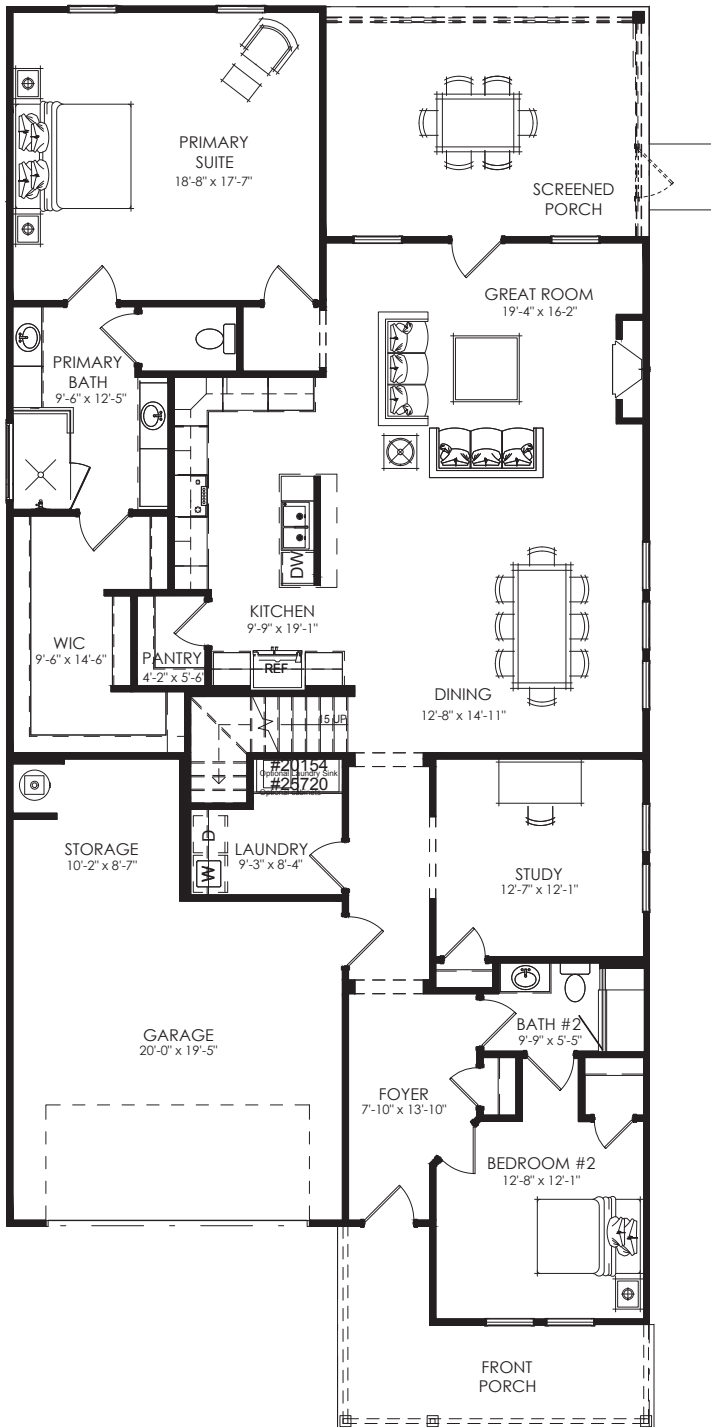 PRIMARY
SUITE
18'-8" x 17'-7"
SCREENED
PORCH
GREAT ROOM
19'-4" x 16'-2"
PRIMARY
BATH
9'-6" x 12'-5"
DW
KITCHEN
9'-9" x 19'-1"
WIC
9'-6" x 14'-6"
PANTRY
4'-2" x 5'-6"
REF
DINING
12'-8" x 14'-11"
15 UP
#20154
Optional Laundry Sink
#25720
STORAGE
10'-2" x 8'-7"
D
W
LAUNDRY
9'-3" x 8'-4"
STUDY
12'-7" x 12'-1"
GARAGE
20'-0" x 19'-5"
BATH #2
9'-9" x 5'-5"
FOYER
7'-10" x 13'-10"
BEDROOM #2
12'-8" x 12'-1"
FRONT
PORCH